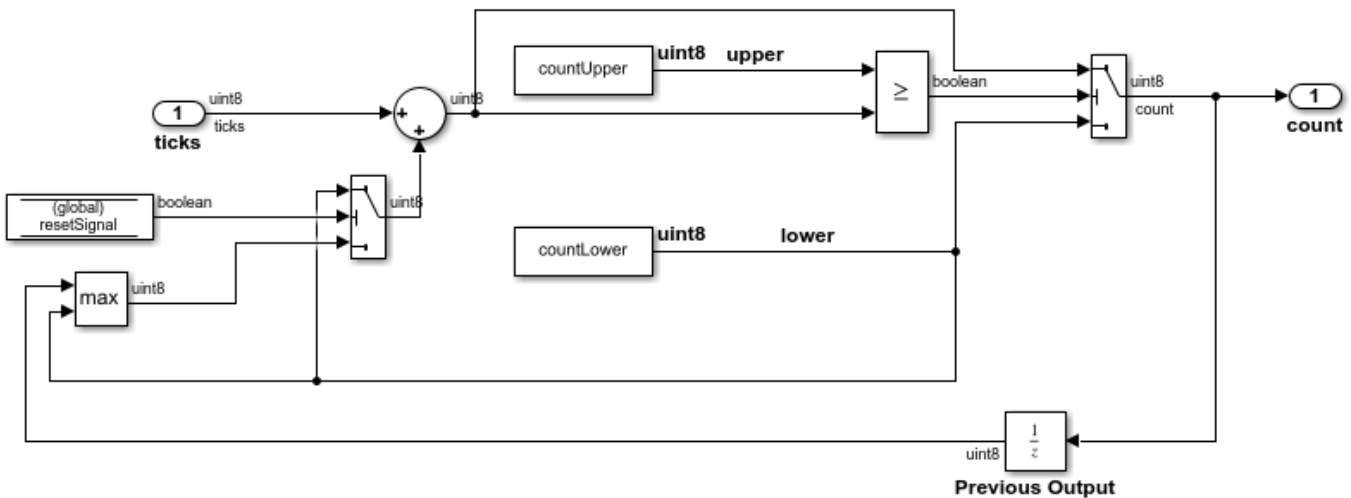 countUpper
uint8 upper
≥
boolean
uint8
count
1
count
1
uint8
ticks
ticks
+
+
uint8
(global)
resetSignal
boolean
uint8
countLower
uint8 lower
max
uint8
1
z
uint8
Previous Output